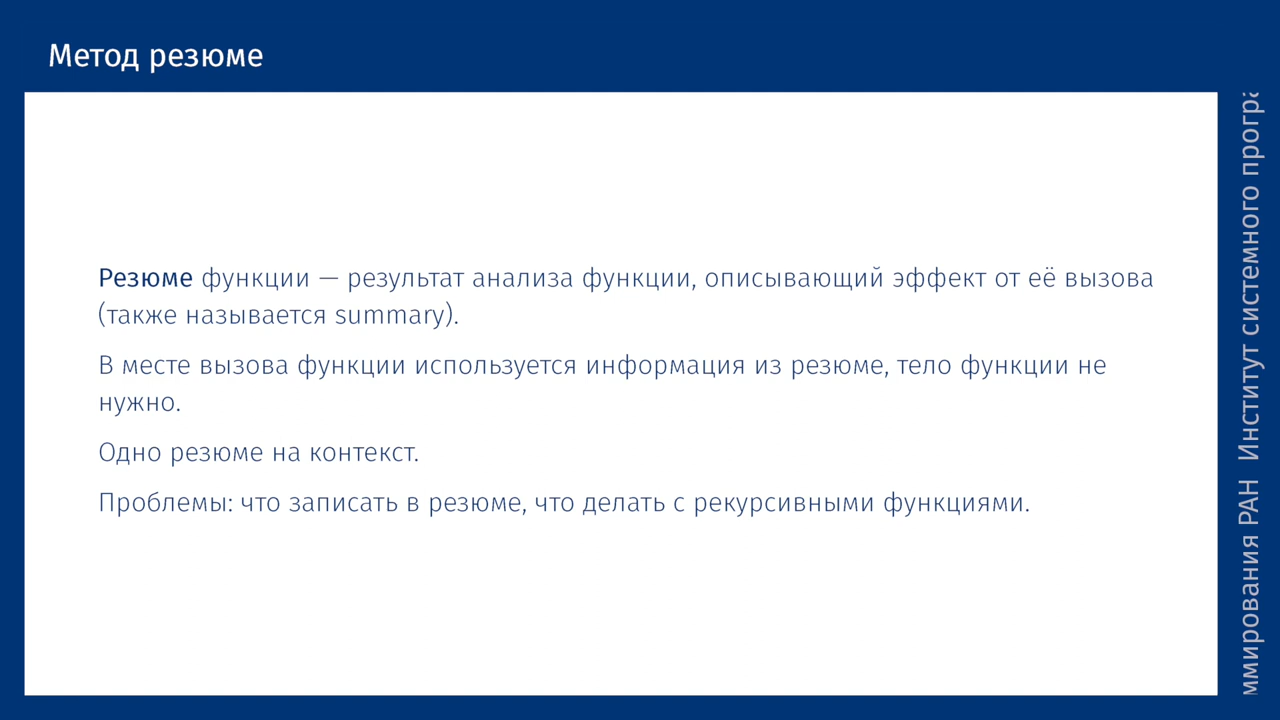 Метод резюме
Резюме функции — результат анализа функции, описывающий эффект от её вызова
(также называется summary).
В месте вызова функции используется информация из резюме, тело функции не
нужно.
Одно резюме на контекст.
Проблемы: что записать в резюме, что делать с рекурсивными функциями.
ммирования РАН Институт системного програ